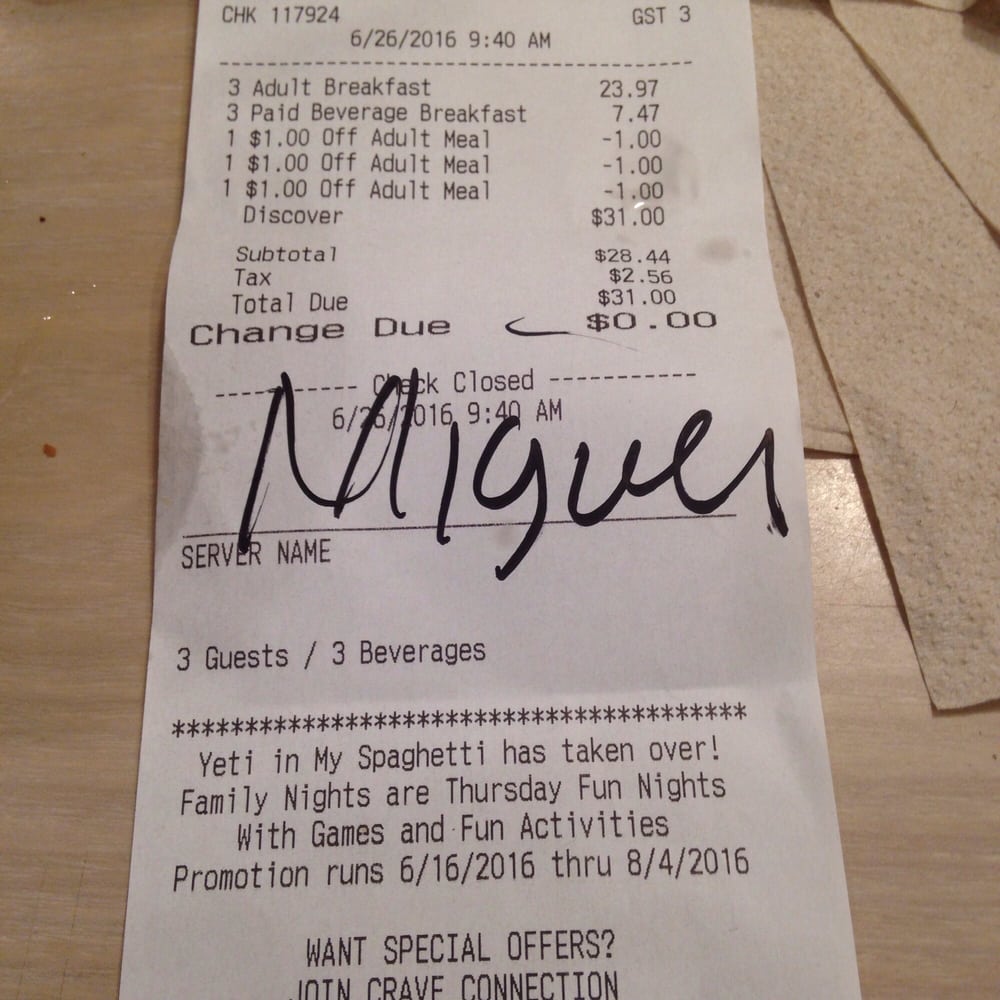 CHK 117924 GST 3
6/26/2016 9:40 AM
3 Adult Breakfast 23.97
3 Paid Beverage Breakfast 7.47
1 $1.00 Off Adult Meal -1.00
1 $1.00 Off Adult Meal -1.00
1 $1.00 Off Adult Meal -1.00
Discover $31.00
Subtotal $28.44
Tax $2.56
Total Due $31.00
Change Due $0.00
---------- Check Closed -----------
6/26/2016 9:40 AM
Miguel
SERVER NAME
3 Guests / 3 Beverages
****************************************
Yeti in My Spaghetti has taken over!
Family Nights are Thursday Fun Nights
With Games and Fun Activities
Promotion runs 6/16/2016 thru 8/4/2016
WANT SPECIAL OFFERS?
JOIN CRAVE CONNECTION